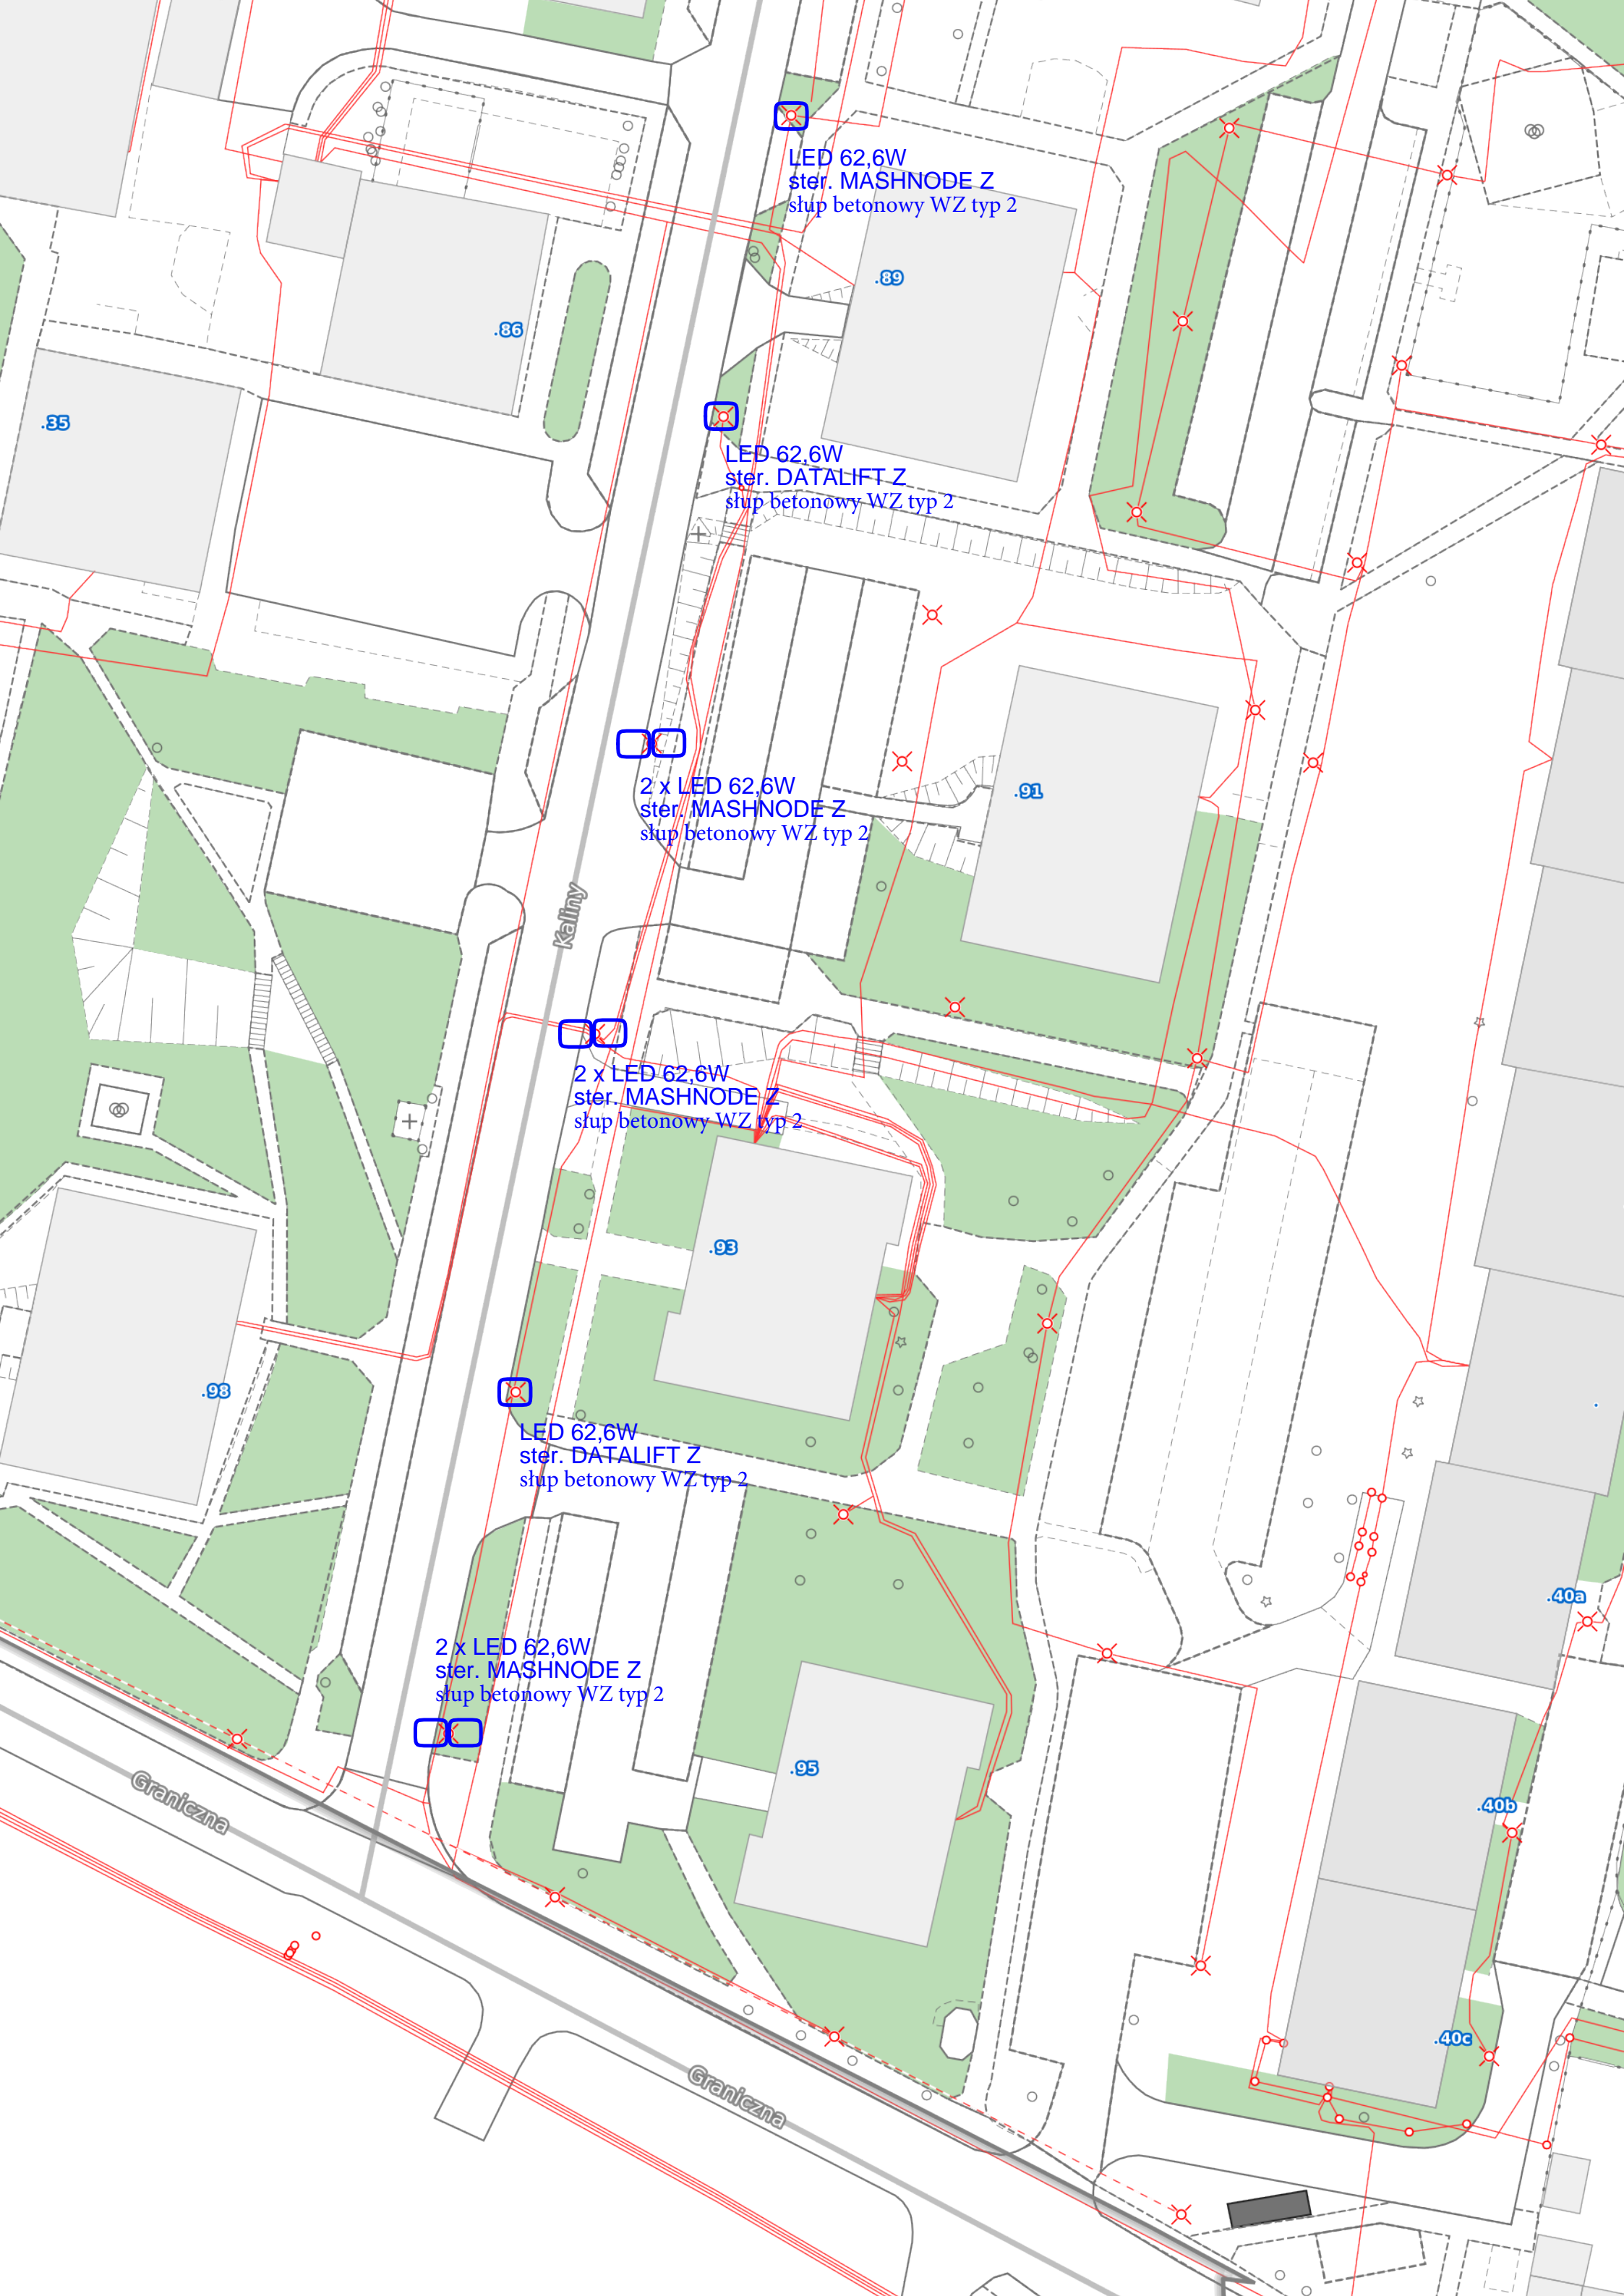 LED 62,6W
ster. MASHNODE Z
słup betonowy WZ typ 2
.89
.86
.35
LED 62,6W
ster. DATALIFT Z
słup betonowy WZ typ 2
2 x LED 62,6W
ster. MASHNODE Z
słup betonowy WZ typ 2
.91
Kaliny
2 x LED 62,6W
ster. MASHNODE Z
słup betonowy WZ typ 2
.93
.98
LED 62,6W
ster. DATALIFT Z
słup betonowy WZ typ 2
.40a
2 x LED 62,6W
ster. MASHNODE Z
słup betonowy WZ typ 2
.95
Graniczna
.40b
.40c
Graniczna